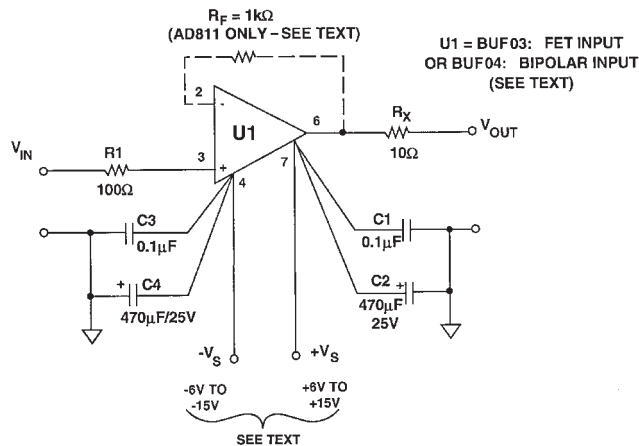 R_F = 1kΩ
(AD811 ONLY – SEE TEXT)
U1 = BUF03: FET INPUT
OR BUF04: BIPOLAR INPUT
(SEE TEXT)
2
-
U1
6
R_X
10Ω
V_OUT
V_IN
R1
100Ω
3
+
4
7
C3
0.1μF
C1
0.1μF
+
C4
470μF/25V
C2
+
470μF
25V
-V_S
+V_S
-6V TO
-15V
+6V TO
+15V
SEE TEXT